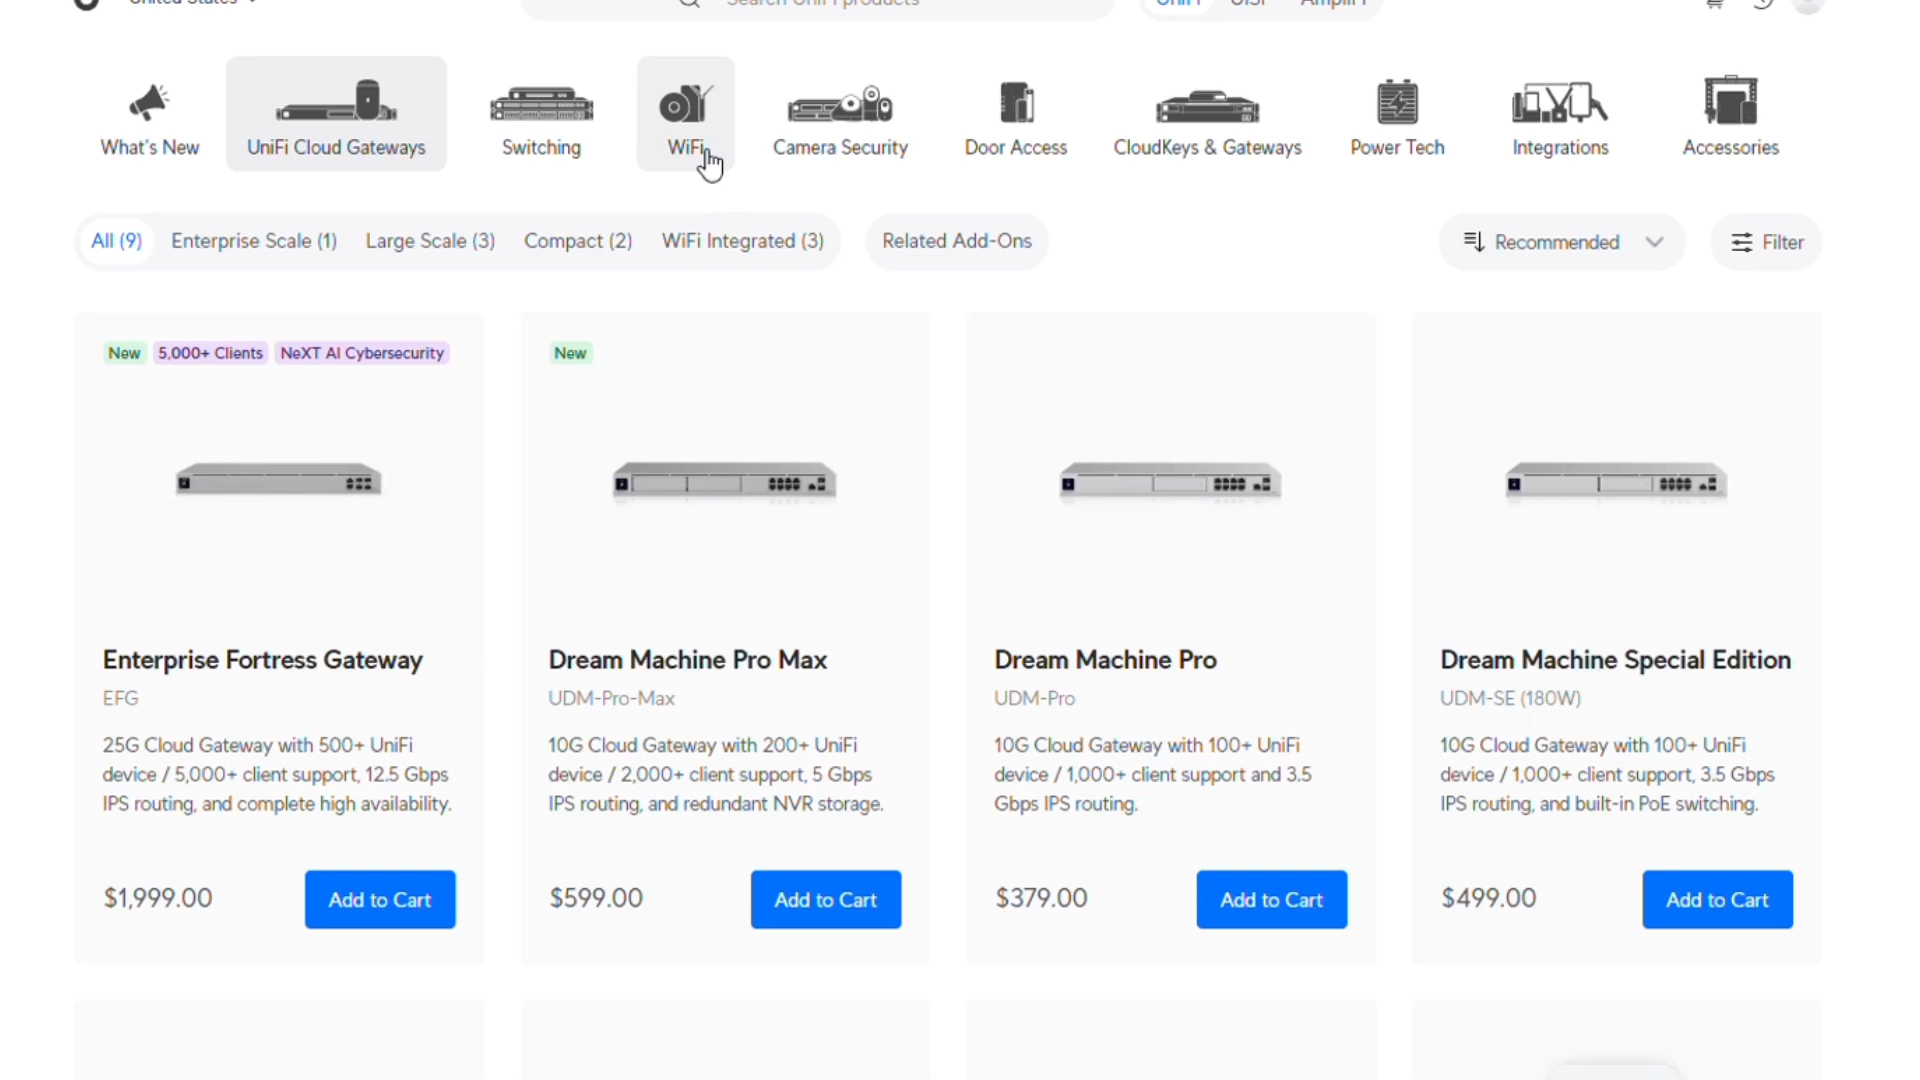 United States
Search UniFi products
UniFi
UISP
AmpliFi
What's New
UniFi Cloud Gateways
Switching
WiFi
Camera Security
Door Access
CloudKeys & Gateways
Power Tech
Integrations
Accessories
All (9)
Enterprise Scale (1)
Large Scale (3)
Compact (2)
WiFi Integrated (3)
Related Add-Ons
Recommended
Filter
New
5,000+ Clients
NeXT AI Cybersecurity
Enterprise Fortress Gateway
EFG
25G Cloud Gateway with 500+ UniFi
device / 5,000+ client support, 12.5 Gbps
IPS routing, and complete high availability.
$1,999.00
Add to Cart
New
Dream Machine Pro Max
UDM-Pro-Max
10G Cloud Gateway with 200+ UniFi
device / 2,000+ client support, 5 Gbps
IPS routing, and redundant NVR storage.
$599.00
Add to Cart
Dream Machine Pro
UDM-Pro
10G Cloud Gateway with 100+ UniFi
device / 1,000+ client support and 3.5
Gbps IPS routing.
$379.00
Add to Cart
Dream Machine Special Edition
UDM-SE (180W)
10G Cloud Gateway with 100+ UniFi
device / 1,000+ client support, 3.5 Gbps
IPS routing, and built-in PoE switching.
$499.00
Add to Cart